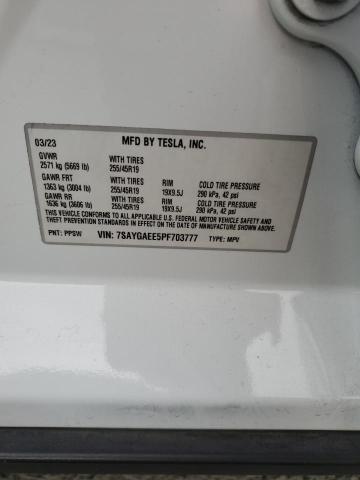 03/23 MFD BY TESLA, INC.
GVWR WITH TIRES
2571 kg (5669 lb) 255/45R19
GAWR FRT WITH TIRES RIM COLD TIRE PRESSURE
1363 kg (3004 lb) 255/45R19 19X9.5J 290 kPa, 42 psi
GAWR RR WITH TIRES RIM COLD TIRE PRESSURE
1636 kg (3606 lb) 255/45R19 19X9.5J 290 kPa, 42 psi
THIS VEHICLE CONFORMS TO ALL APPLICABLE U.S. FEDERAL MOTOR VEHICLE SAFETY AND
THEFT PREVENTION STANDARDS IN EFFECT ON THE DATE OF MANUFACTURE SHOWN ABOVE.
PNT: PPSW VIN: 7SAYGAEE5PF703777 TYPE: MPV